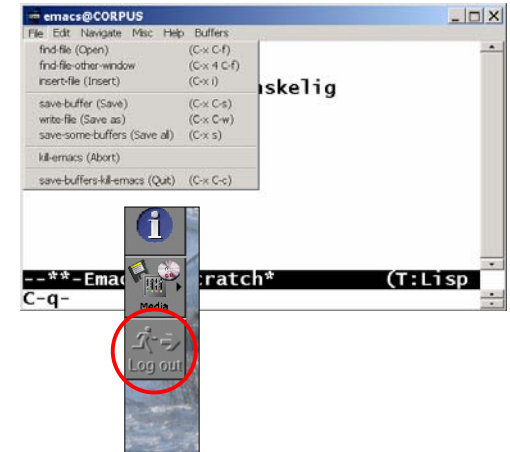 emacs@CORPUS
File Edit Navigate Misc Help Buffers
find-file (Open) (C-x C-f)
find-file-other-window (C-x 4 C-f)
insert-file (Insert) (C-x i)
save-buffer (Save) (C-x C-s)
write-file (Save as) (C-x C-w)
save-some-buffers (Save all) (C-x s)
kill-emacs (Abort)
save-buffers-kill-emacs (Quit) (C-x C-c)
nskelig
i
--**-Emac ratch* (T:Lisp
Media
C-q-
Log out